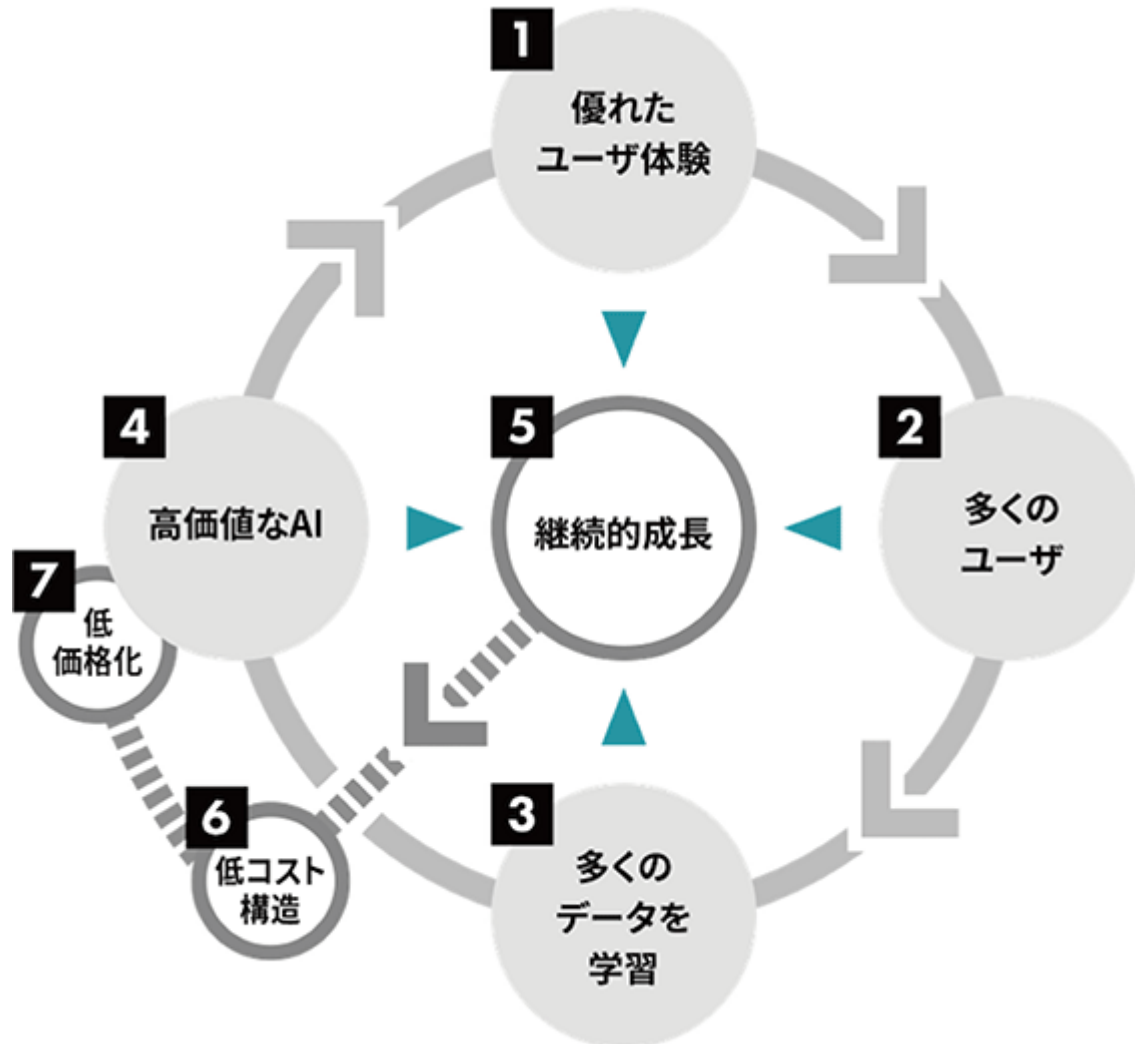 1
優れた
ユーザ体験
2
多くの
ユーザ
3
多くの
データを
学習
4
高価値なAI
5
継続的成長
6
低コスト
構造
7
低
価格化